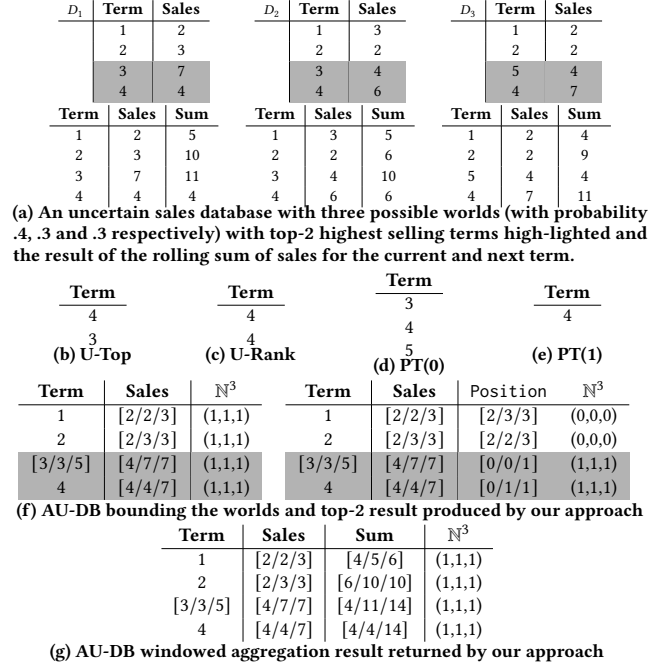 D1 Term Sales D2 Term Sales D3 Term Sales
1 2 1 3 1 2
2 3 2 2 2 2
3 7 3 4 5 4
4 4 4 6 4 7
Term Sales Sum Term Sales Sum Term Sales Sum
1 2 5 1 3 5 1 2 4
2 3 10 2 2 6 2 2 9
3 7 11 3 4 10 5 4 4
4 4 4 4 6 6 4 7 11
(a) An uncertain sales database with three possible worlds (with probability
.4, .3 and .3 respectively) with top-2 highest selling terms high-lighted and
the result of the rolling sum of sales for the current and next term.
Term
4
3
(b) U-Top
Term
4
4
(c) U-Rank
Term
3
4
5
(d) PT(0)
Term
4
(e) PT(1)
Term Sales ℕ³ Term Sales Position ℕ³
1 [2/2/3] (1,1,1) 1 [2/2/3] [2/3/3] (0,0,0)
2 [2/3/3] (1,1,1) 2 [2/3/3] [2/2/3] (0,0,0)
[3/3/5] [4/7/7] (1,1,1) [3/3/5] [4/7/7] [0/0/1] (1,1,1)
4 [4/4/7] (1,1,1) 4 [4/4/7] [0/1/1] (1,1,1)
(f) AU-DB bounding the worlds and top-2 result produced by our approach
Term Sales Sum ℕ³
1 [2/2/3] [4/5/6] (1,1,1)
2 [2/3/3] [6/10/10] (1,1,1)
[3/3/5] [4/7/7] [4/11/14] (1,1,1)
4 [4/4/7] [4/4/14] (1,1,1)
(g) AU-DB windowed aggregation result returned by our approach